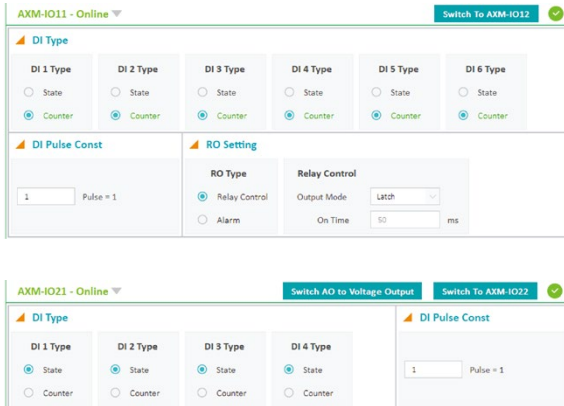 AXM-IO11 - Online
Switch To AXM-IO12
DI Type
DI 1 Type DI 2 Type DI 3 Type DI 4 Type DI 5 Type DI 6 Type
State State State State State State
Counter Counter Counter Counter Counter Counter
DI Pulse Const
RO Setting
RO Type Relay Control
1 Pulse = 1 Relay Control Output Mode Latch
Alarm On Time 50 ms
AXM-IO21 - Online
Switch AO to Voltage Output Switch To AXM-IO22
DI Type
DI Pulse Const
DI 1 Type DI 2 Type DI 3 Type DI 4 Type
State State State State 1 Pulse = 1
Counter Counter Counter Counter